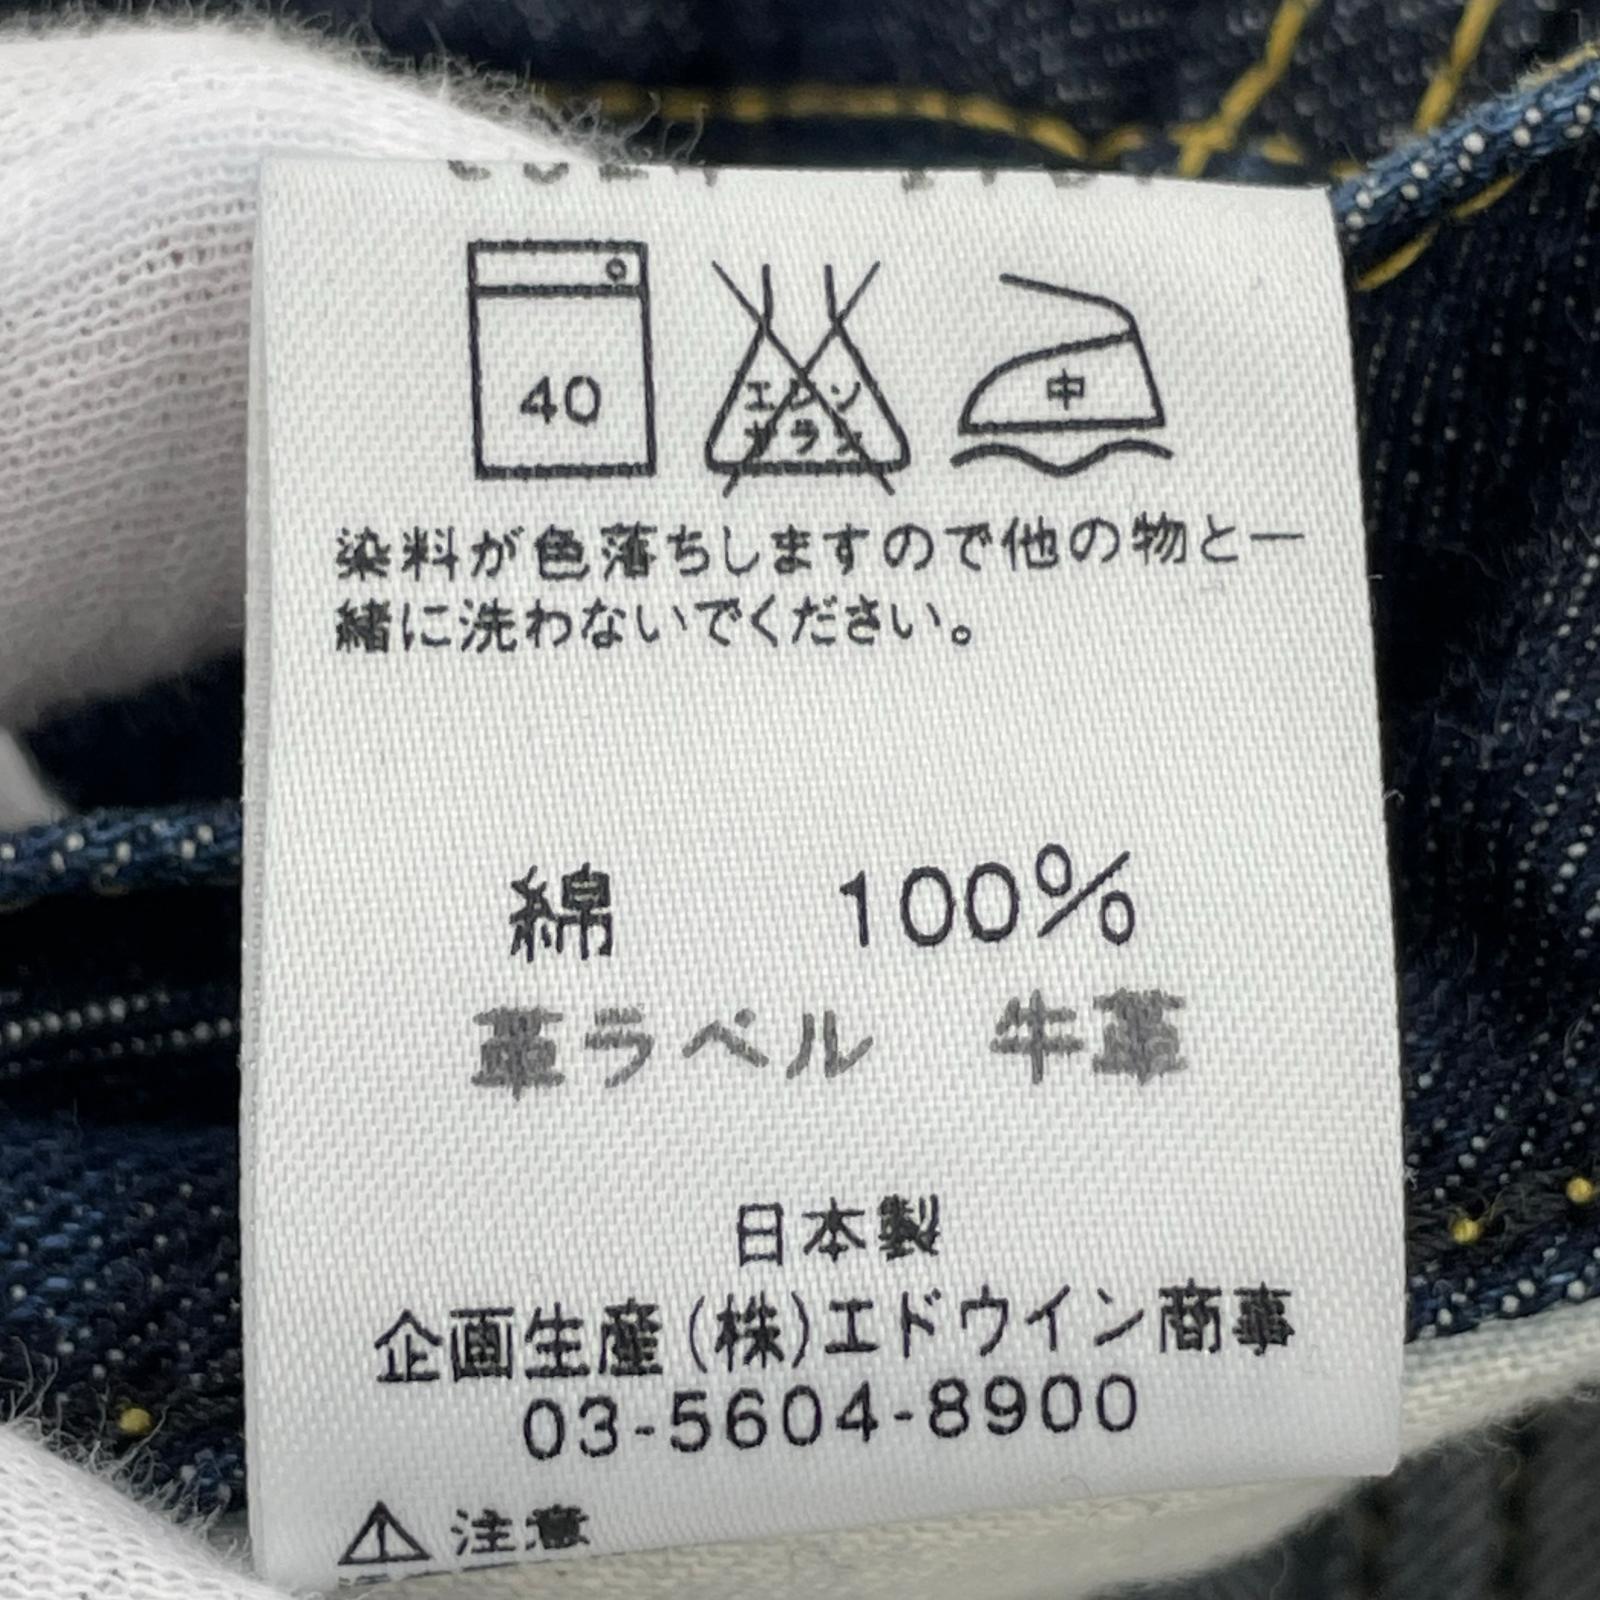 40
エンソ
サラシ
中
染料が色落ちしますので他の物と一
緒に洗わないでください。
綿 100%
革ラベル 牛革
日本製
企画生産(株)エドウイン商事
03-5604-8900
注意